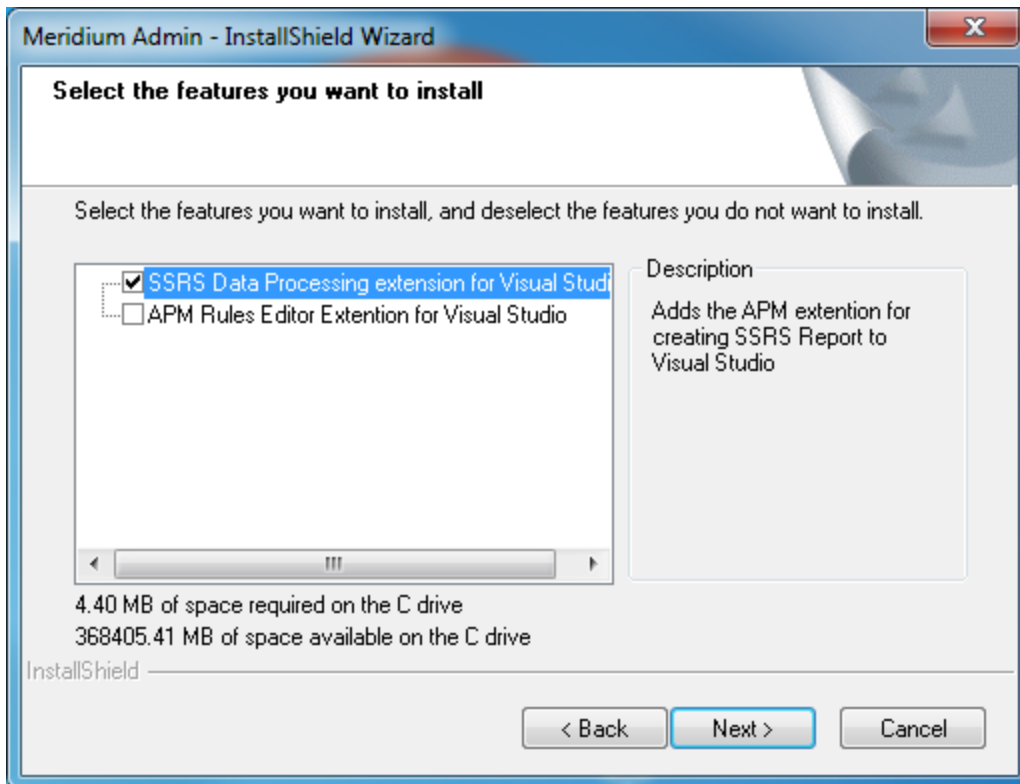 Meridium Admin - InstallShield Wizard
Select the features you want to install
Select the features you want to install, and deselect the features you do not want to install.
SSRS Data Processing extension for Visual Studi
APM Rules Editor Extention for Visual Studio
Description
Adds the APM extention for
creating SSRS Report to
Visual Studio
4.40 MB of space required on the C drive
368405.41 MB of space available on the C drive
InstallShield
< Back
Next >
Cancel